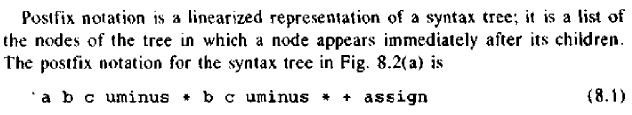 Postfix notation is a linearized representation of a syntax tree; it is a list of
the nodes of the tree in which a node appears immediately after its children.
The postfix notation for the syntax tree in Fig. 8.2(a) is
a b c uminus * b c uminus * + assign (8.1)